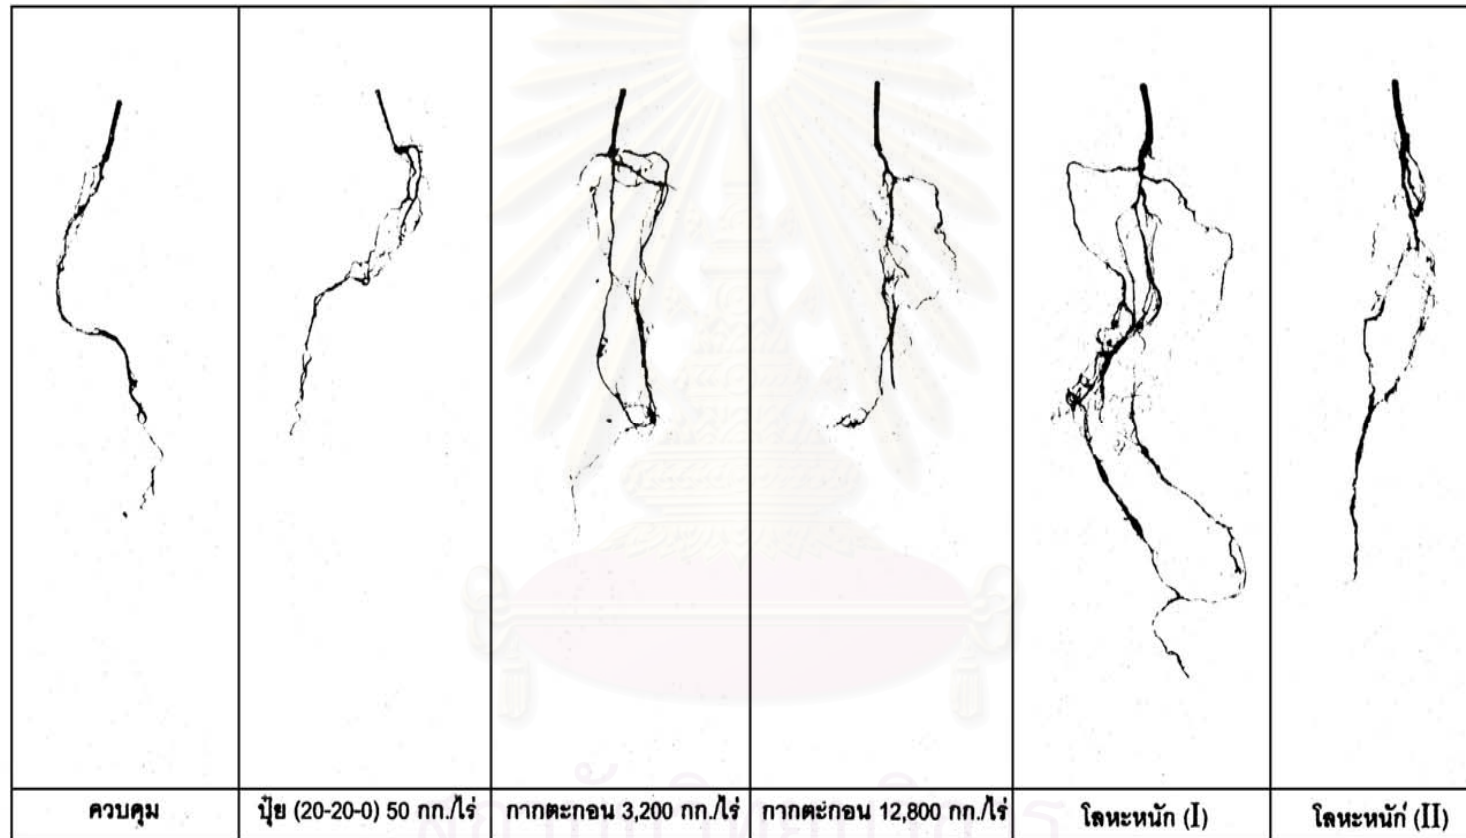 ควบคุม
ปุ๋ย (20-20-0) 50 กก./ไร่
กากตะกอน 3,200 กก./ไร่
กากตะกอน 12,800 กก./ไร่
โลหะหนัก (I)
โลหะหนัก (II)